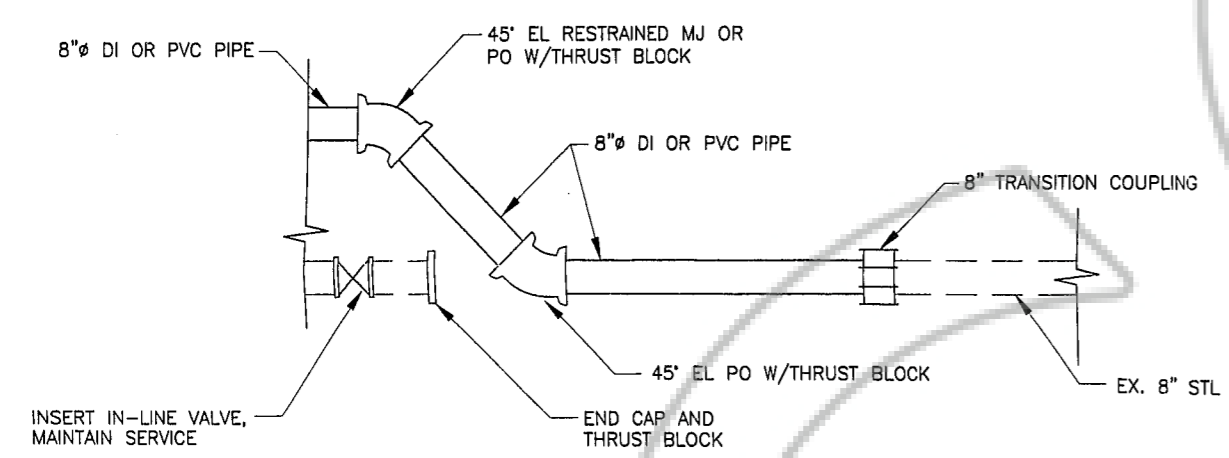 8"ø DI OR PVC PIPE
45° EL RESTRAINED MJ OR
PO W/THRUST BLOCK
8"ø DI OR PVC PIPE
8" TRANSITION COUPLING
45° EL PO W/THRUST BLOCK
EX. 8" STL
INSERT IN-LINE VALVE,
MAINTAIN SERVICE
END CAP AND
THRUST BLOCK